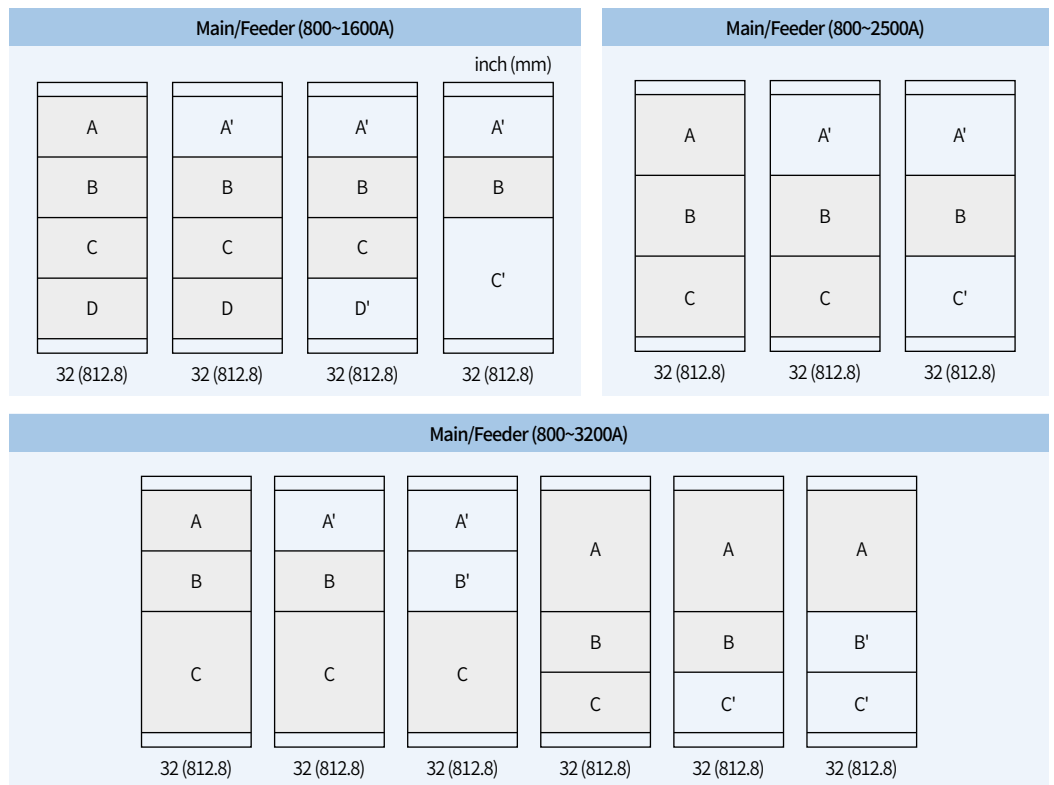 Main/Feeder (800~1600A)
inch (mm)
A A' A' A'
B B B B
C C C C'
D D D'
32 (812.8) 32 (812.8) 32 (812.8) 32 (812.8)
Main/Feeder (800~2500A)
A A' A'
B B B
C C C'
32 (812.8) 32 (812.8) 32 (812.8)
Main/Feeder (800~3200A)
A A' A' A A A
B B B' B B B'
C C C C C' C'
32 (812.8) 32 (812.8) 32 (812.8) 32 (812.8) 32 (812.8) 32 (812.8)